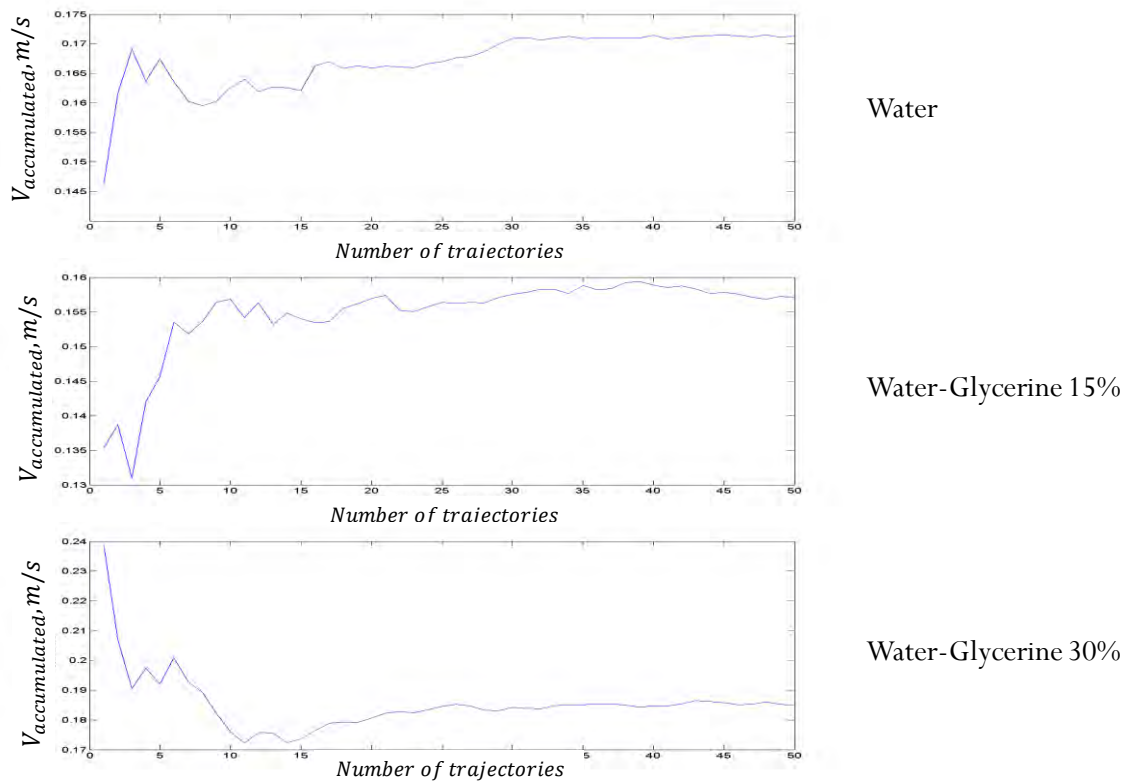 V_accumulated, m/s
0.175
0.17
0.165
0.16
0.155
0.15
0.145
0 5 10 15 20 25 30 35 40 45 50
Number of trajectories
Water
V_accumulated, m/s
0.16
0.155
0.15
0.145
0.14
0.135
0.13
0 5 10 15 20 25 30 35 40 45 50
Number of trajectories
Water-Glycerine 15%
V_accumulated, m/s
0.24
0.23
0.22
0.21
0.2
0.19
0.18
0.17
0 5 10 15 20 25 30 5 40 45 50
Number of trajectories
Water-Glycerine 30%